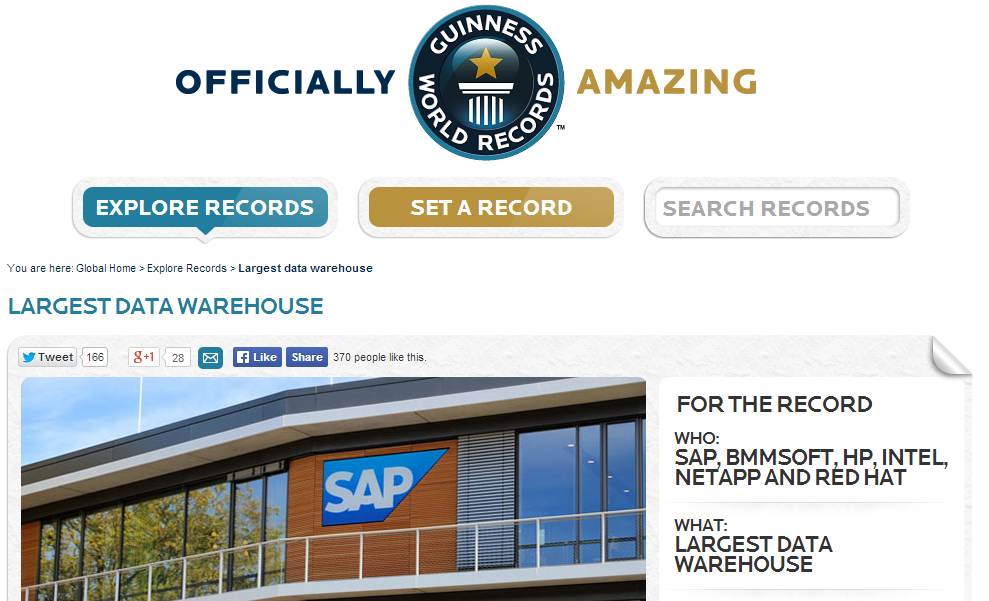 OFFICIALLY
GUINNESS
WORLD RECORDS
™
AMAZING
EXPLORE RECORDS
SET A RECORD
SEARCH RECORDS
You are here: Global Home > Explore Records > Largest data warehouse
LARGEST DATA WAREHOUSE
Tweet 166 g+1 28 Like Share 370 people like this.
SAP
FOR THE RECORD
WHO:
SAP, BMMSOFT, HP, INTEL,
NETAPP AND RED HAT
WHAT:
LARGEST DATA
WAREHOUSE